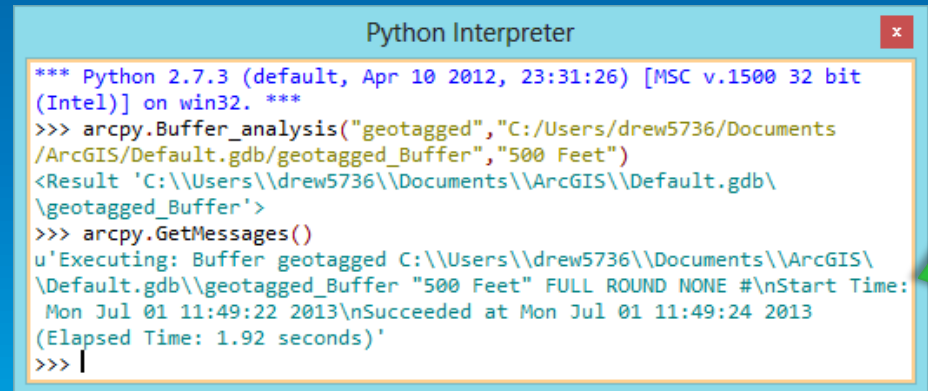 Python Interpreter
x
*** Python 2.7.3 (default, Apr 10 2012, 23:31:26) [MSC v.1500 32 bit
(Intel)] on win32. ***
>>> arcpy.Buffer_analysis("geotagged","C:/Users/drew5736/Documents
/ArcGIS/Default.gdb/geotagged_Buffer","500 Feet")
<Result 'C:\\Users\\drew5736\\Documents\\ArcGIS\\Default.gdb\
\geotagged_Buffer'>
>>> arcpy.GetMessages()
u'Executing: Buffer geotagged C:\\Users\\drew5736\\Documents\\ArcGIS\
\Default.gdb\\geotagged_Buffer "500 Feet" FULL ROUND NONE #\nStart Time:
Mon Jul 01 11:49:22 2013\nSucceeded at Mon Jul 01 11:49:24 2013
(Elapsed Time: 1.92 seconds)'
>>>